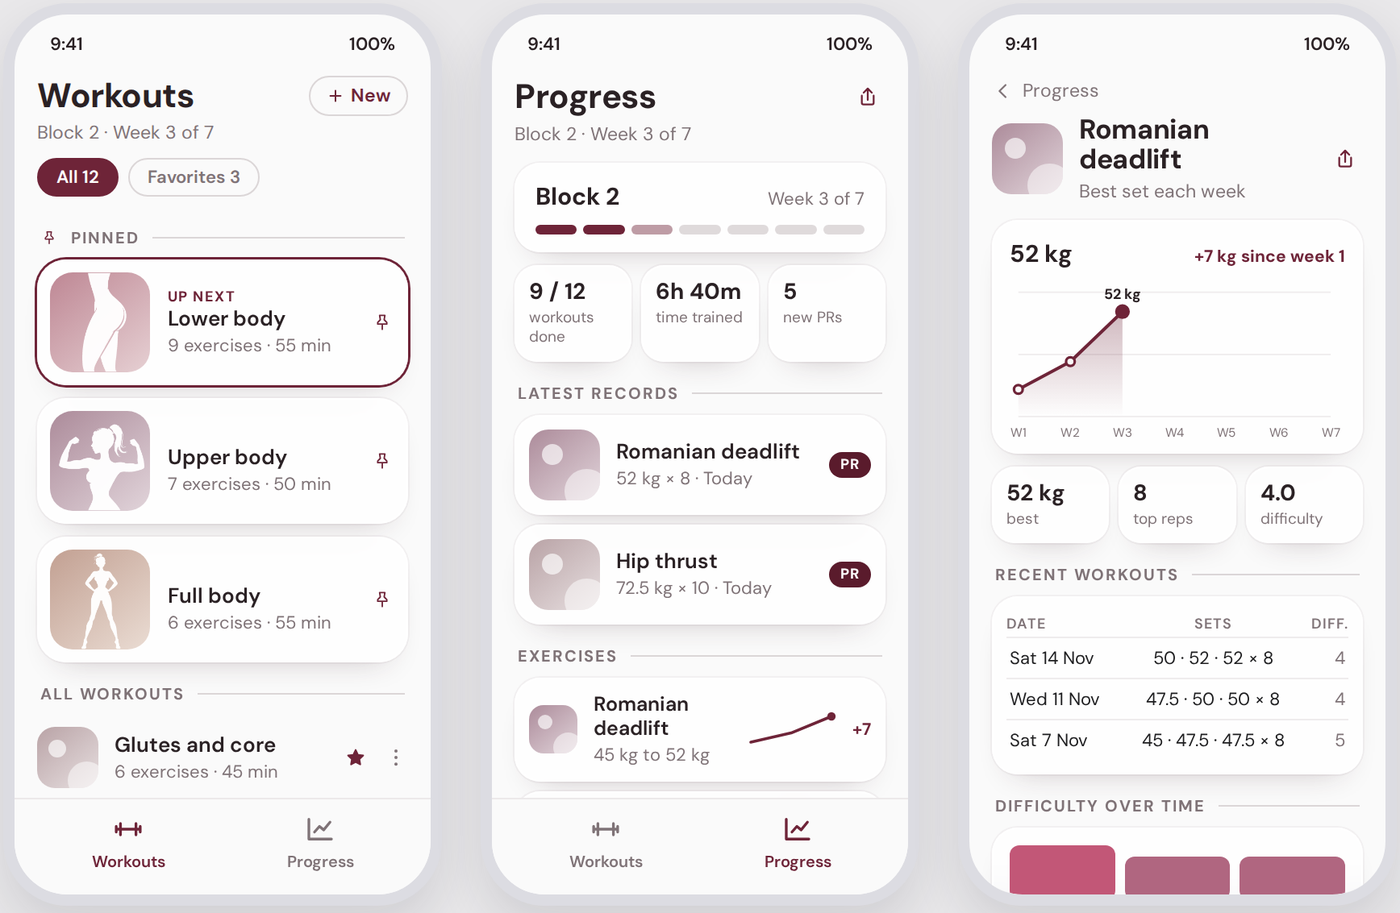 9:41 100%
Workouts
+ New
Block 2 · Week 3 of 7
All 12 Favorites 3
PINNED
UP NEXT
Lower body
9 exercises · 55 min
Upper body
7 exercises · 50 min
Full body
6 exercises · 55 min
ALL WORKOUTS
Glutes and core
6 exercises · 45 min
Workouts Progress
9:41 100%
Progress
Block 2 · Week 3 of 7
Block 2 Week 3 of 7
9 / 12
workouts
done
6h 40m
time trained
5
new PRs
LATEST RECORDS
Romanian deadlift
52 kg × 8 · Today
PR
Hip thrust
72.5 kg × 10 · Today
PR
EXERCISES
Romanian
deadlift
45 kg to 52 kg
+7
Workouts Progress
9:41 100%
Progress
Romanian
deadlift
Best set each week
52 kg +7 kg since week 1
52 kg
W1 W2 W3 W4 W5 W6 W7
52 kg
best
8
top reps
4.0
difficulty
RECENT WORKOUTS
DATE SETS DIFF.
Sat 14 Nov 50 · 52 · 52 × 8 4
Wed 11 Nov 47.5 · 50 · 50 × 8 4
Sat 7 Nov 45 · 47.5 · 47.5 × 8 5
DIFFICULTY OVER TIME